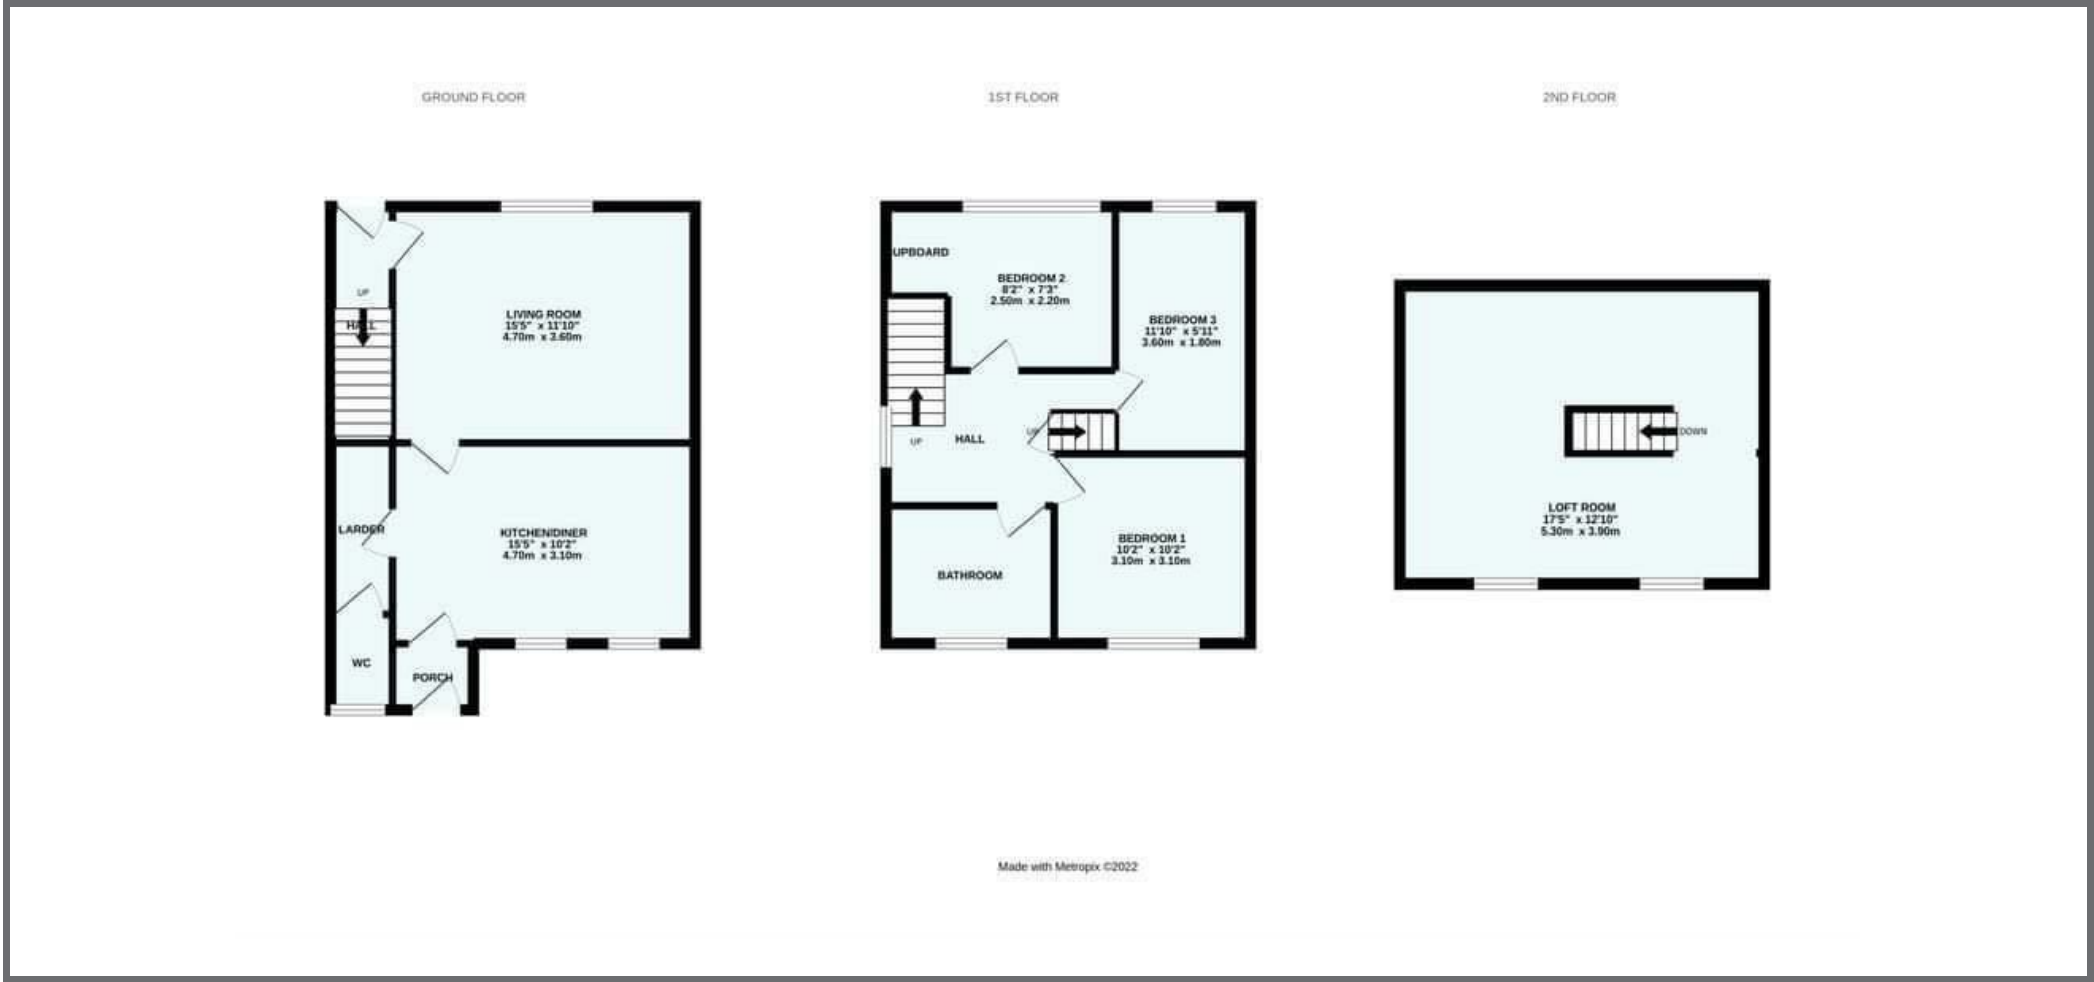 GROUND FLOOR
1ST FLOOR
2ND FLOOR
UP
HALL
LIVING ROOM
15'5" x 11'10"
4.70m x 3.60m
LARDER
KITCHEN/DINER
15'5" x 10'2"
4.70m x 3.10m
WC
PORCH
UPBOARD
BEDROOM 2
8'2" x 7'3"
2.50m x 2.20m
BEDROOM 3
11'10" x 5'11"
3.60m x 1.80m
UP
HALL
UP
BATHROOM
BEDROOM 1
10'2" x 10'2"
3.10m x 3.10m
DOWN
LOFT ROOM
17'5" x 12'10"
5.30m x 3.90m
Made with Metropix ©2022